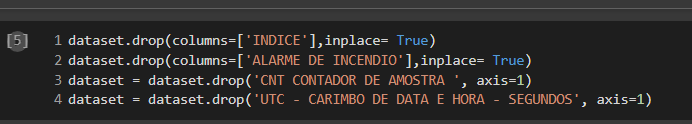 [5]
1 dataset.drop(columns=['INDICE'],inplace= True)
2 dataset.drop(columns=['ALARME DE INCENDIO'],inplace= True)
3 dataset = dataset.drop('CNT CONTADOR DE AMOSTRA ', axis=1)
4 dataset = dataset.drop('UTC - CARIMBO DE DATA E HORA - SEGUNDOS', axis=1)